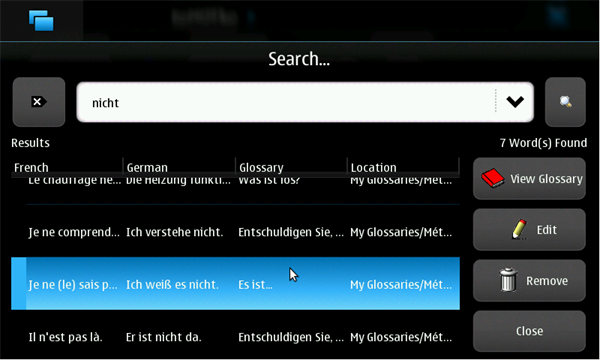 Search...
nicht
Results
7 Word(s) Found
French German Glossary Location
Le chauffage ne... Die Heizung funkti... Was ist los? My Glossaries/Mét...
Je ne comprend... Ich verstehe nicht. Entschuldigen Sie, ... My Glossaries/Mét...
Je ne (le) sais p... Ich weiß es nicht. Es ist... My Glossaries/Mét...
Il n'est pas là. Er ist nicht da. Entschuldigen Sie, ... My Glossaries/Mét...
View Glossary
Edit
Remove
Close